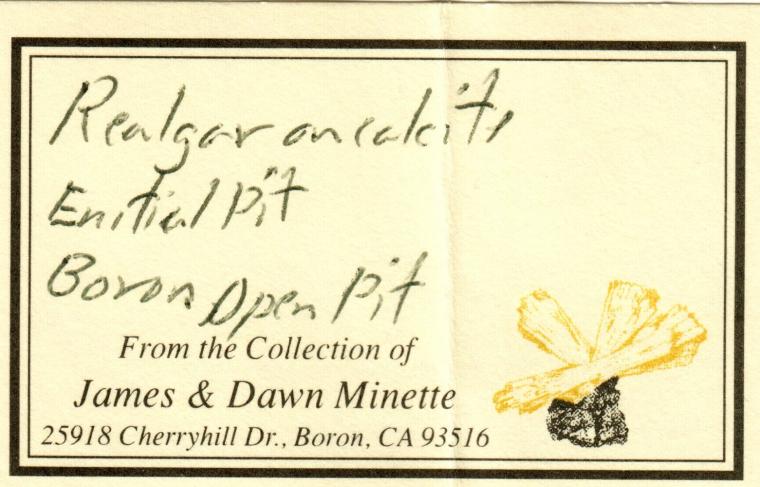 Realgar on calcite
Enitial Pit
Boron Open Pit
From the Collection of
James & Dawn Minette
25918 Cherryhill Dr., Boron, CA 93516